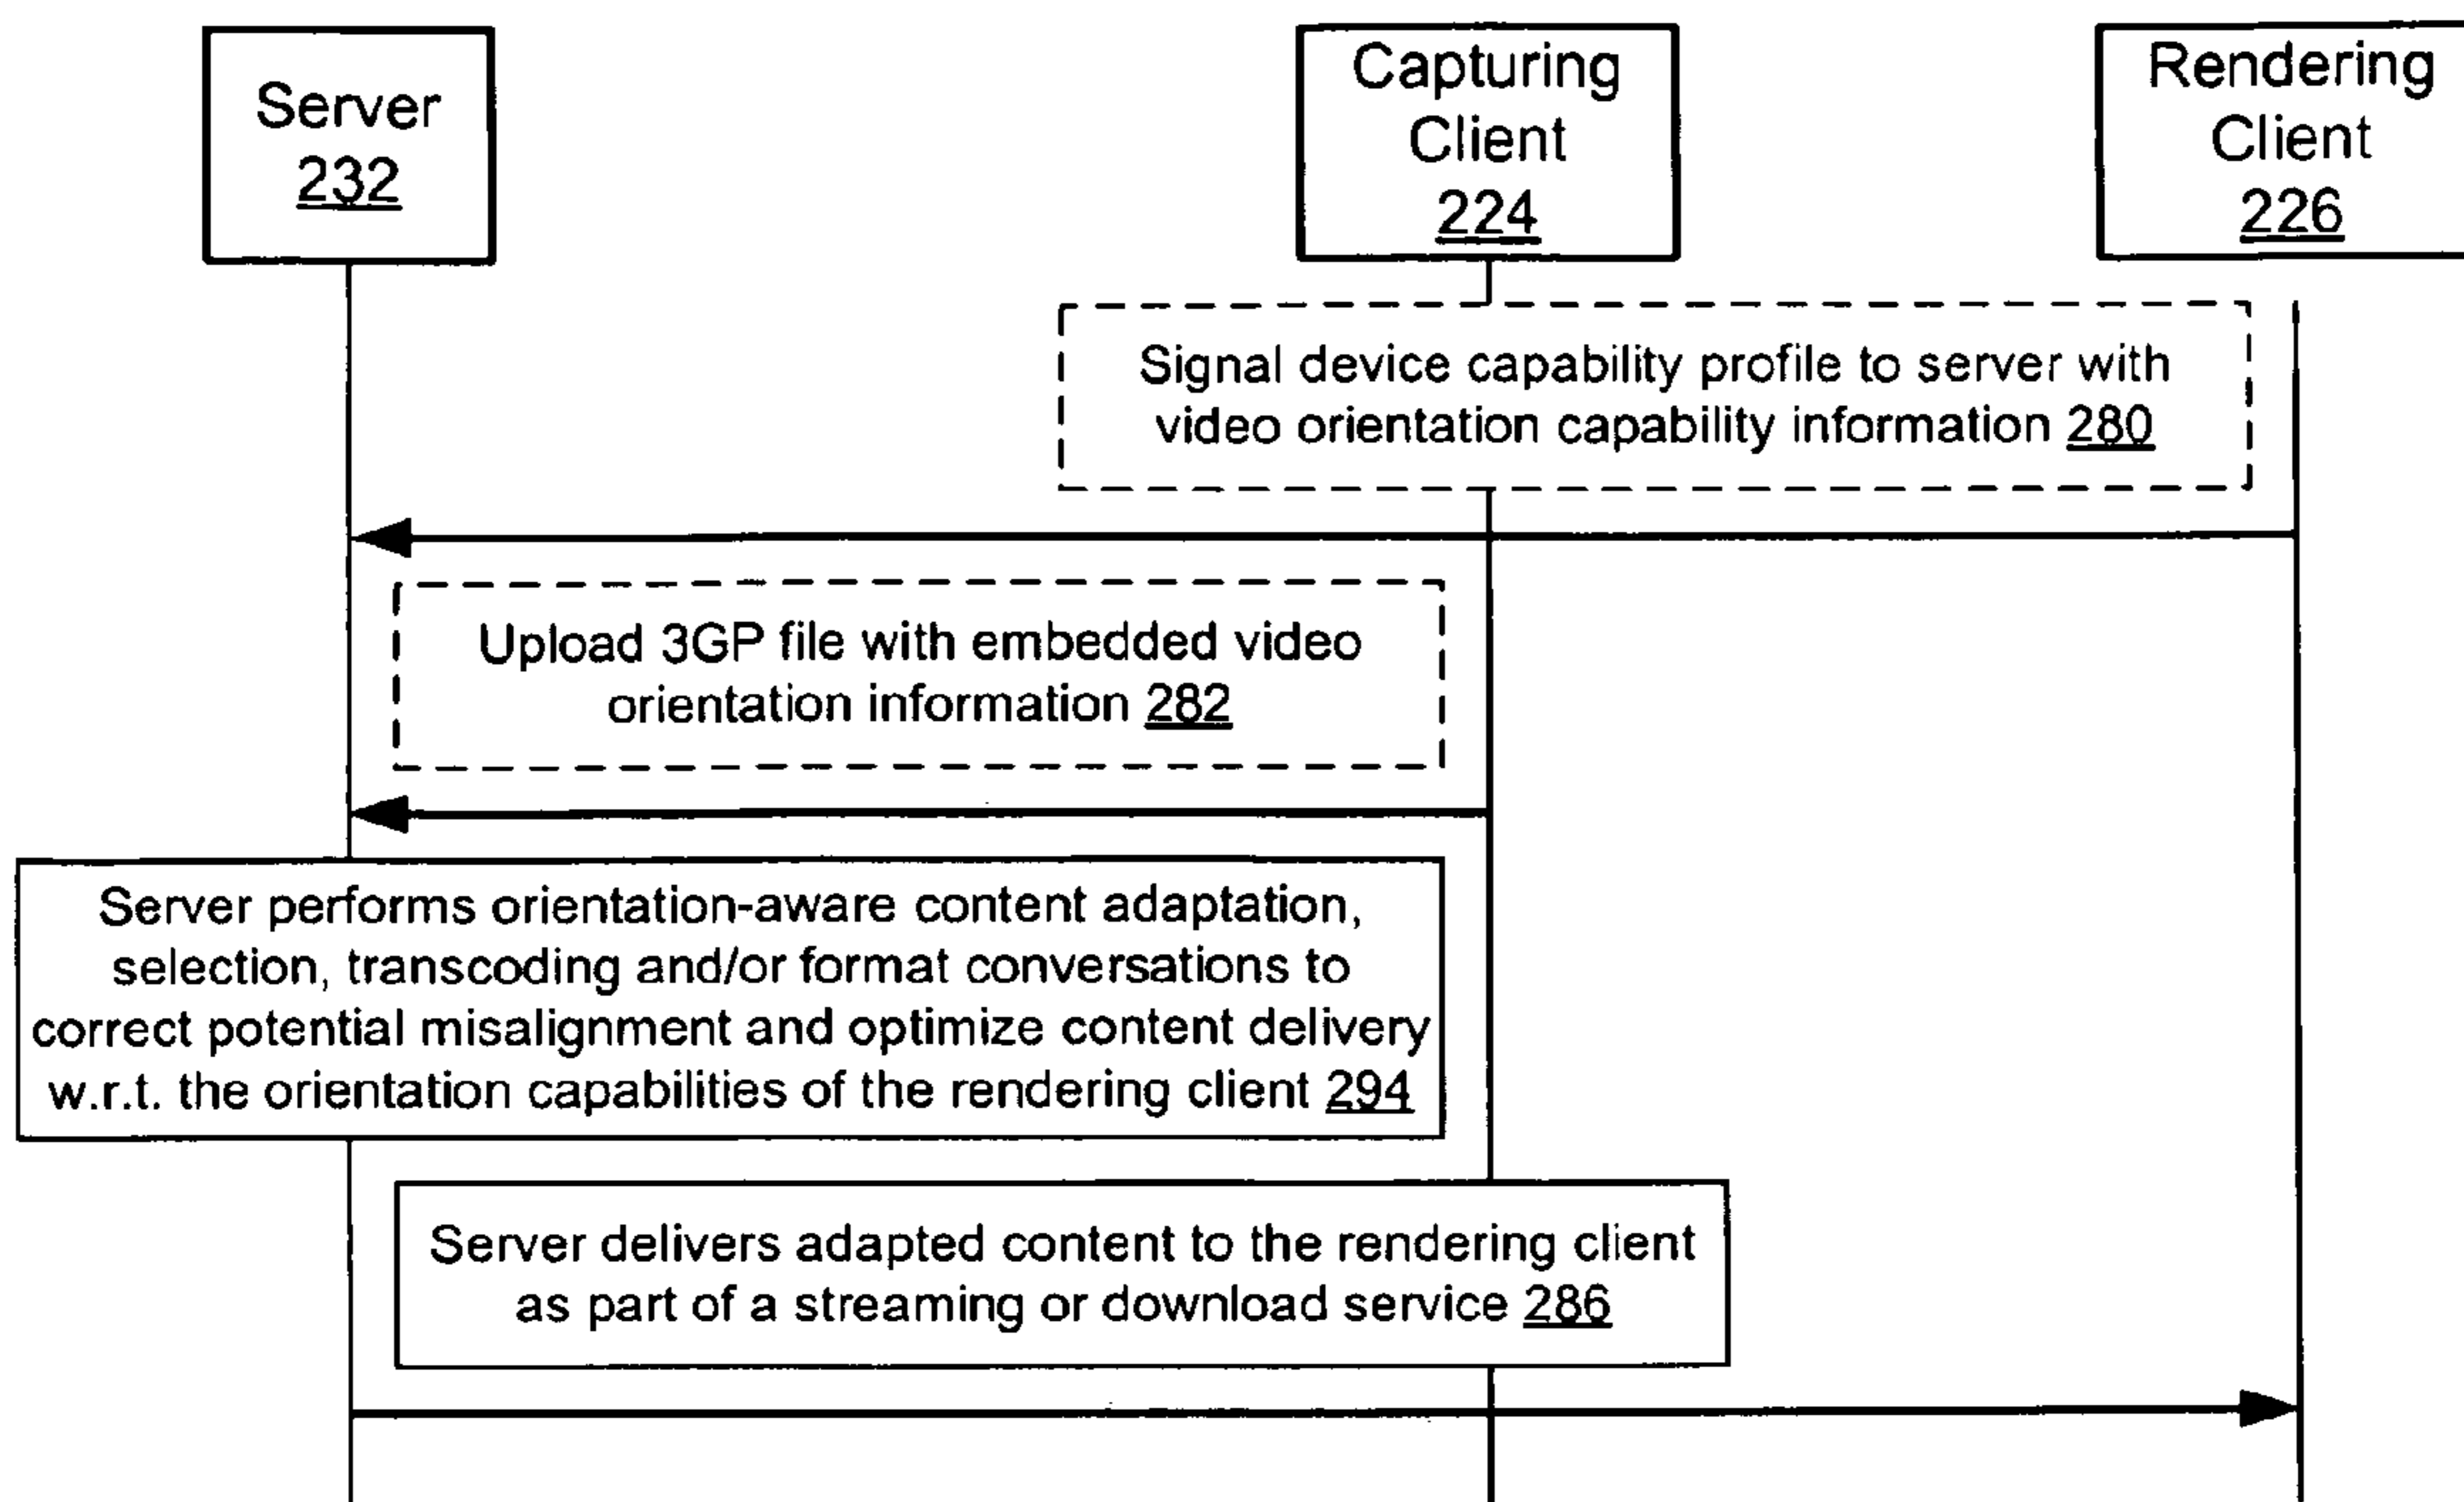 Server
232
Capturing
Client
224
Rendering
Client
226
Signal device capability profile to server with
video orientation capability information 280
Upload 3GP file with embedded video
orientation information 282
Server performs orientation-aware content adaptation,
selection, transcoding and/or format conversations to
correct potential misalignment and optimize content delivery
w.r.t. the orientation capabilities of the rendering client 294
Server delivers adapted content to the rendering client
as part of a streaming or download service 286